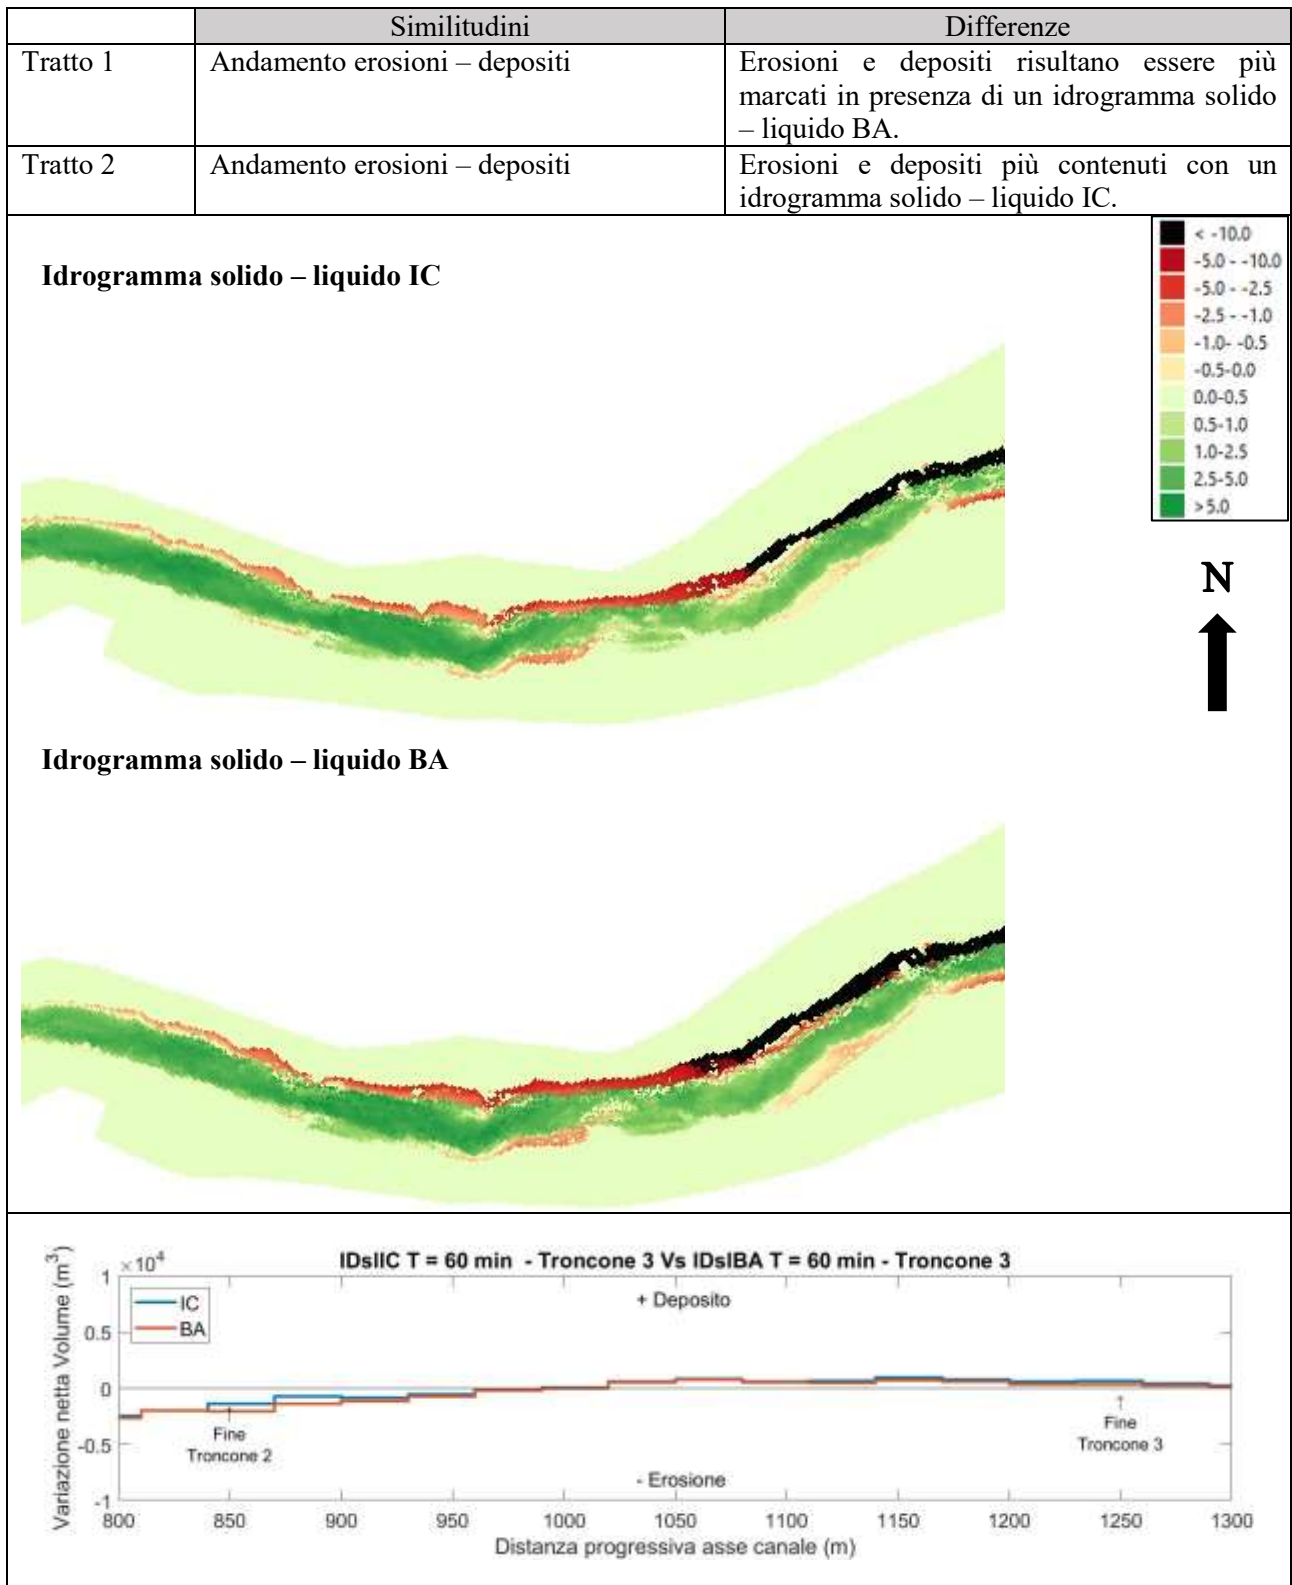 Similitudini
Differenze
Tratto 1
Andamento erosioni – depositi
Erosioni e depositi risultano essere più
marcati in presenza di un idrogramma solido
– liquido BA.
Tratto 2
Andamento erosioni – depositi
Erosioni e depositi più contenuti con un
idrogramma solido – liquido IC.
Idrogramma solido – liquido IC
< -10.0
-5.0 - -10.0
-5.0 - -2.5
-2.5 - -1.0
-1.0- -0.5
-0.5-0.0
0.0-0.5
0.5-1.0
1.0-2.5
2.5-5.0
>5.0
N
Idrogramma solido – liquido BA
IDslIC T = 60 min - Troncone 3 Vs IDslBA T = 60 min - Troncone 3
×10⁴
Variazione netta Volume (m³)
1
0.5
0
-0.5
-1
IC
BA
+ Deposito
Fine
Troncone 2
Fine
Troncone 3
- Erosione
800 850 900 950 1000 1050 1100 1150 1200 1250 1300
Distanza progressiva asse canale (m)